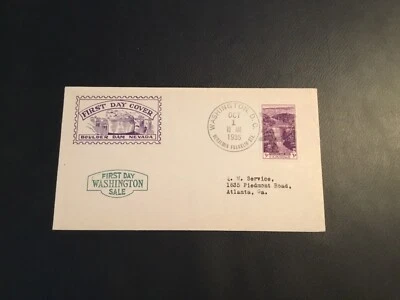 FIRST DAY COVER
BOULDER DAM NEVADA
FIRST DAY
WASHINGTON
SALE
WASHINGTON, D.C.
OCT
1
1935
S. W. Service,
1835 Piedmont Road,
Atlanta, Ga.